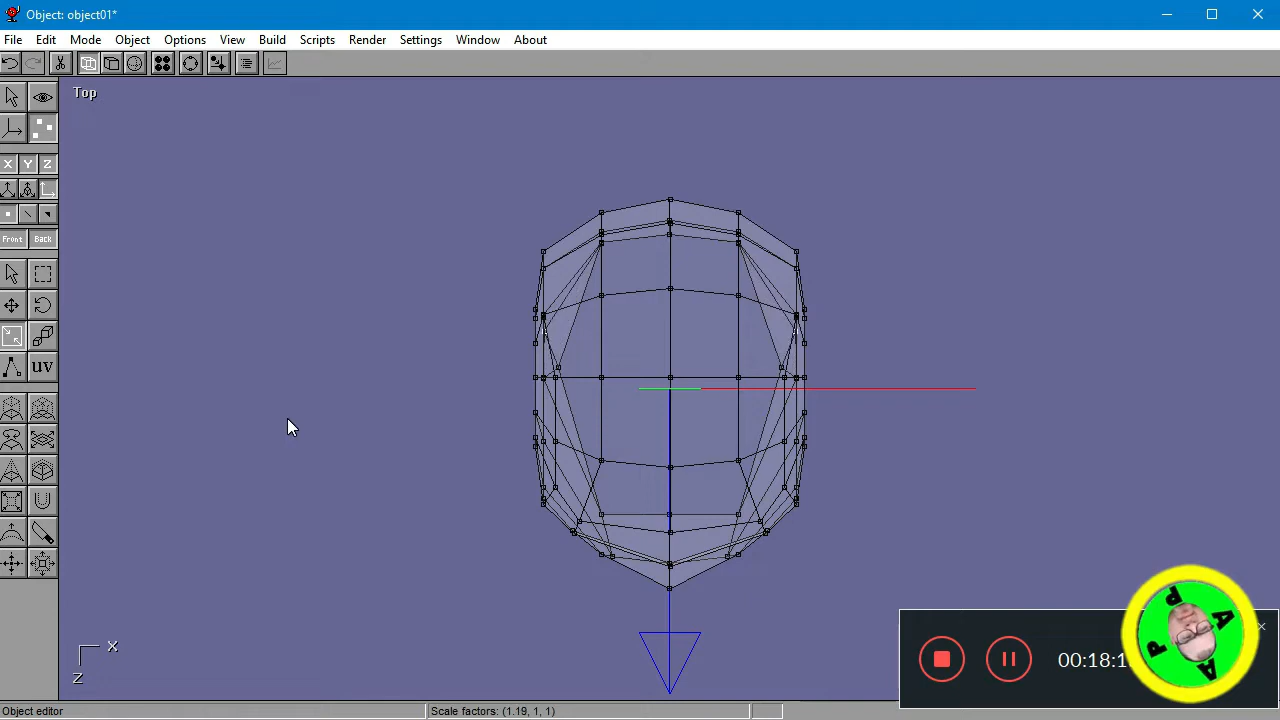 Object: object01*
File Edit Mode Object Options View Build Scripts Render Settings Window About
Top
X Y Z
Front Back
uv
X
Z
00:18:1
P P A P A
Object editor
Scale factors: (1.19, 1, 1)